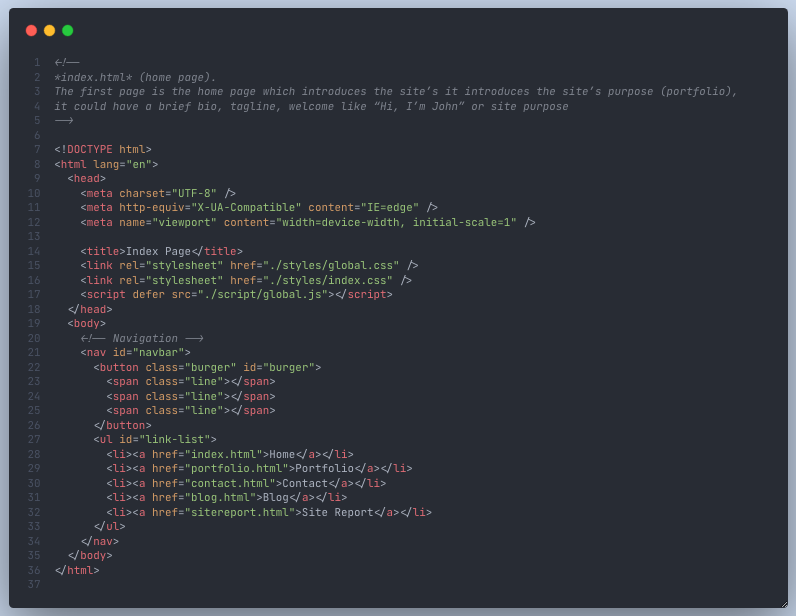 1 <!--
2 *index.html* (home page).
3 The first page is the home page which introduces the site’s it introduces the site’s purpose (portfolio),
4 it could have a brief bio, tagline, welcome like “Hi, I’m John” or site purpose
5 -->
6
7 <!DOCTYPE html>
8 <html lang="en">
9   <head>
10     <meta charset="UTF-8" />
11     <meta http-equiv="X-UA-Compatible" content="IE=edge" />
12     <meta name="viewport" content="width=device-width, initial-scale=1" />
13
14     <title>Index Page</title>
15     <link rel="stylesheet" href="./styles/global.css" />
16     <link rel="stylesheet" href="./styles/index.css" />
17     <script defer src="./script/global.js"></script>
18   </head>
19   <body>
20     <!-- Navigation -->
21     <nav id="navbar">
22       <button class="burger" id="burger">
23         <span class="line"></span>
24         <span class="line"></span>
25         <span class="line"></span>
26       </button>
27       <ul id="link-list">
28         <li><a href="index.html">Home</a></li>
29         <li><a href="portfolio.html">Portfolio</a></li>
30         <li><a href="contact.html">Contact</a></li>
31         <li><a href="blog.html">Blog</a></li>
32         <li><a href="sitereport.html">Site Report</a></li>
33       </ul>
34     </nav>
35   </body>
36 </html>
37